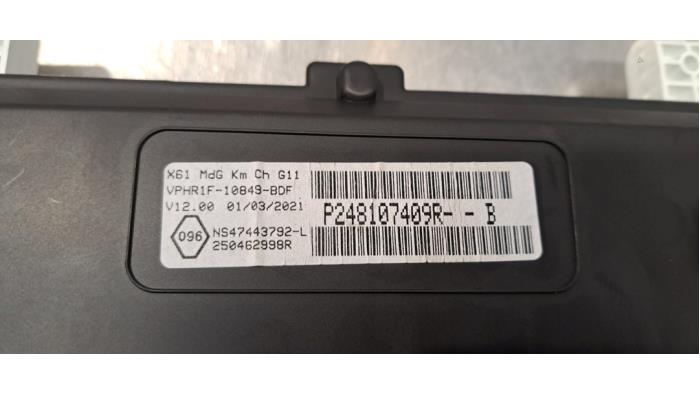 X61 MdG Km Ch G11
VPHR1F-10849-BDF
V12.00 01/03/2021
P248107409R- - B
096
NS47443792-L
250462998R